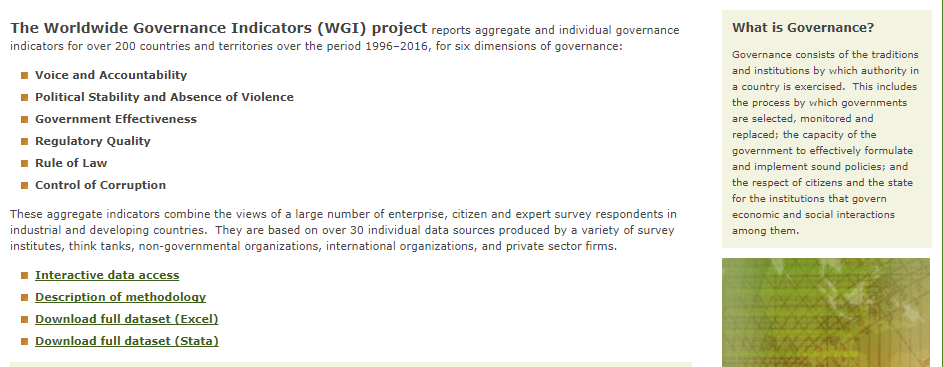 The Worldwide Governance Indicators (WGI) project reports aggregate and individual governance
indicators for over 200 countries and territories over the period 1996–2016, for six dimensions of governance:
Voice and Accountability
Political Stability and Absence of Violence
Government Effectiveness
Regulatory Quality
Rule of Law
Control of Corruption
These aggregate indicators combine the views of a large number of enterprise, citizen and expert survey respondents in
industrial and developing countries.  They are based on over 30 individual data sources produced by a variety of survey
institutes, think tanks, non-governmental organizations, international organizations, and private sector firms.
Interactive data access
Description of methodology
Download full dataset (Excel)
Download full dataset (Stata)
What is Governance?
Governance consists of the traditions
and institutions by which authority in
a country is exercised.  This includes
the process by which governments
are selected, monitored and
replaced; the capacity of the
government to effectively formulate
and implement sound policies; and
the respect of citizens and the state
for the institutions that govern
economic and social interactions
among them.